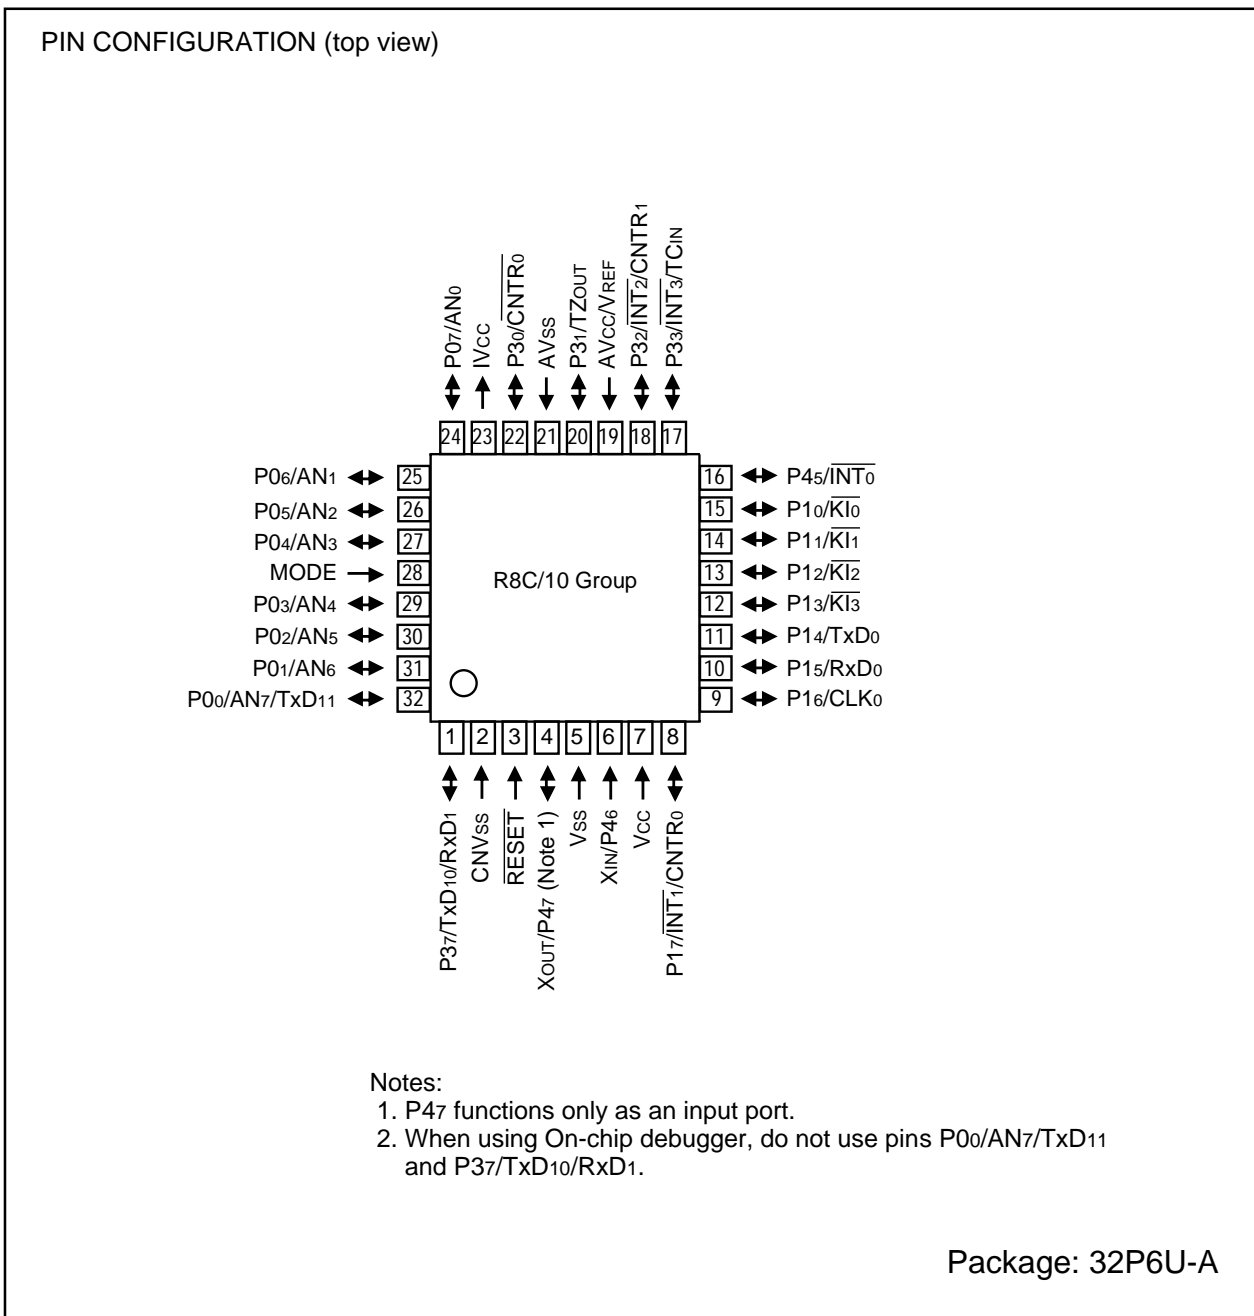 PIN CONFIGURATION (top view)
P07/AN0
IVCC
P30/CNTR0
AVSS
P31/TZOUT
AVCC/VREF
P32/INT2/CNTR1
P33/INT3/TCIN
24 23 22 21 20 19 18 17
P06/AN1 25
P05/AN2 26
P04/AN3 27
MODE 28
P03/AN4 29
P02/AN5 30
P01/AN6 31
P00/AN7/TxD11 32
R8C/10 Group
16 P45/INT0
15 P10/KI0
14 P11/KI1
13 P12/KI2
12 P13/KI3
11 P14/TxD0
10 P15/RxD0
9 P16/CLK0
1 2 3 4 5 6 7 8
P37/TxD10/RxD1
CNVSS
RESET
XOUT/P47 (Note 1)
VSS
XIN/P46
VCC
P17/INT1/CNTR0
Notes:
1. P47 functions only as an input port.
2. When using On-chip debugger, do not use pins P00/AN7/TxD11
and P37/TxD10/RxD1.
Package: 32P6U-A